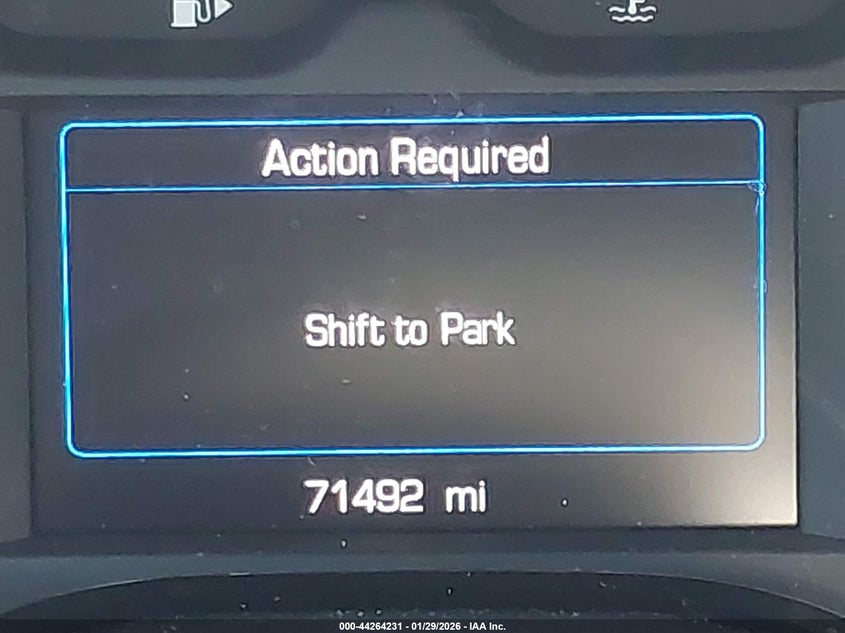 Action Required
Shift to Park
71492 mi
000-44264231 - 01/29/2026 - IAA Inc.